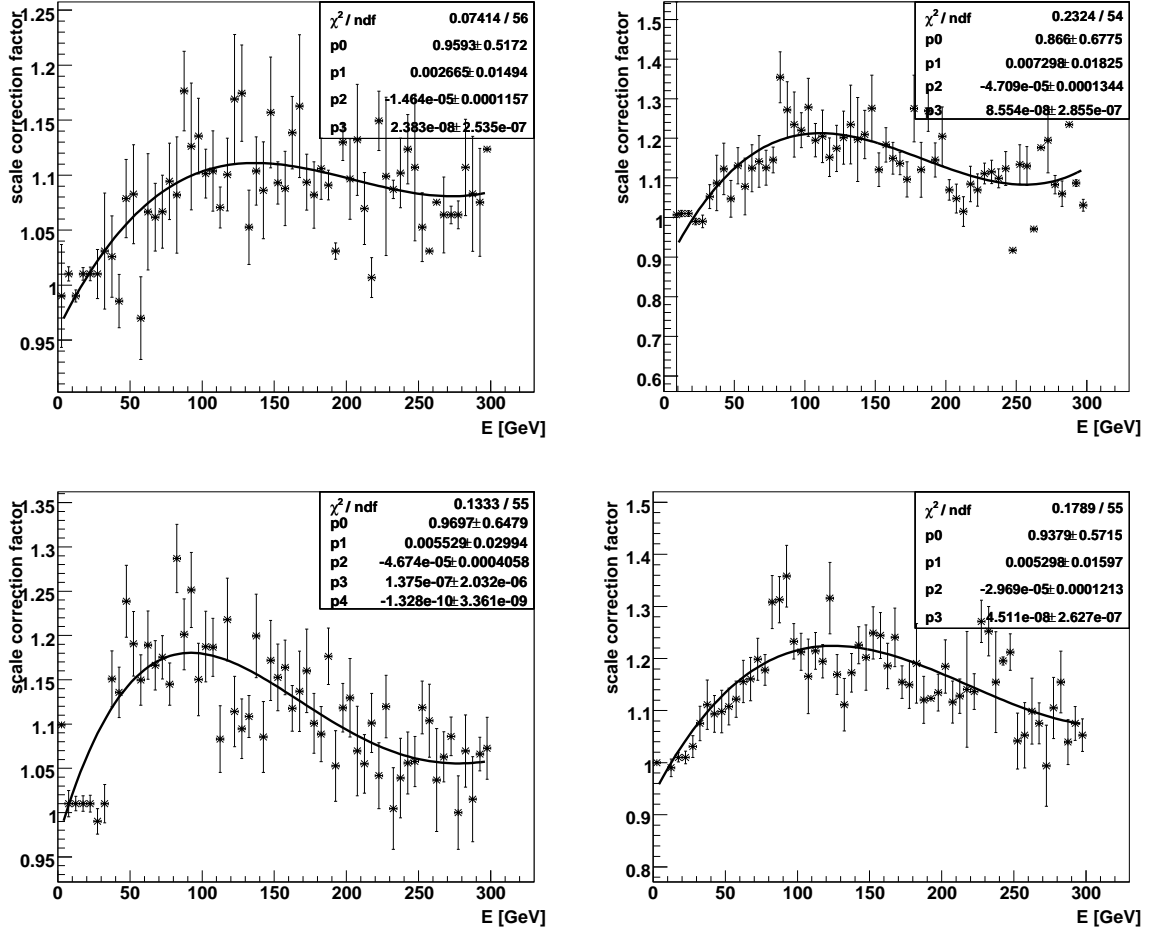 scale correction factor
1.25
1.2
1.15
1.1
1.05
1
0.95
0 50 100 150 200 250 300
E [GeV]
χ² / ndf 0.07414 / 56
p0 0.9593± 0.5172
p1 0.002665± 0.01494
p2 -1.464e-05± 0.0001157
p3 2.383e-08± 2.535e-07
scale correction factor
1.5
1.4
1.3
1.2
1.1
1
0.9
0.8
0.7
0.6
0 50 100 150 200 250 300
E [GeV]
χ² / ndf 0.2324 / 54
p0 0.866± 0.6775
p1 0.007298± 0.01825
p2 -4.709e-05± 0.0001344
p3 8.554e-08± 2.855e-07
scale correction factor
1.35
1.3
1.25
1.2
1.15
1.1
1.05
1
0.95
0 50 100 150 200 250 300
E [GeV]
χ² / ndf 0.1333 / 55
p0 0.9697± 0.6479
p1 0.005529± 0.02994
p2 -4.674e-05± 0.0004058
p3 1.375e-07± 2.032e-06
p4 -1.328e-10± 3.361e-09
scale correction factor
1.5
1.4
1.3
1.2
1.1
1
0.9
0.8
0 50 100 150 200 250 300
E [GeV]
χ² / ndf 0.1789 / 55
p0 0.9379± 0.5715
p1 0.005298± 0.01597
p2 -2.969e-05± 0.0001213
p3 4.511e-08± 2.627e-07